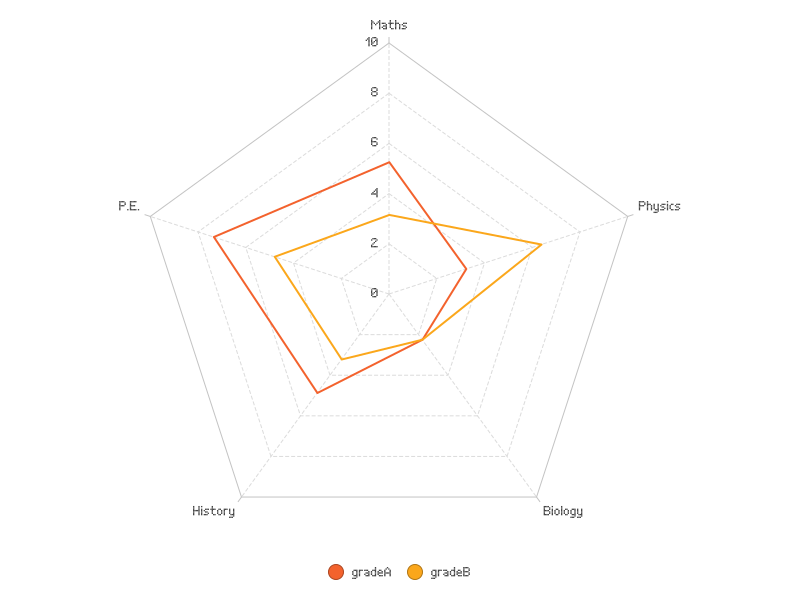 Maths
10
8
P.E.
6
Physics
4
2
0
History
Biology
gradeA
gradeB